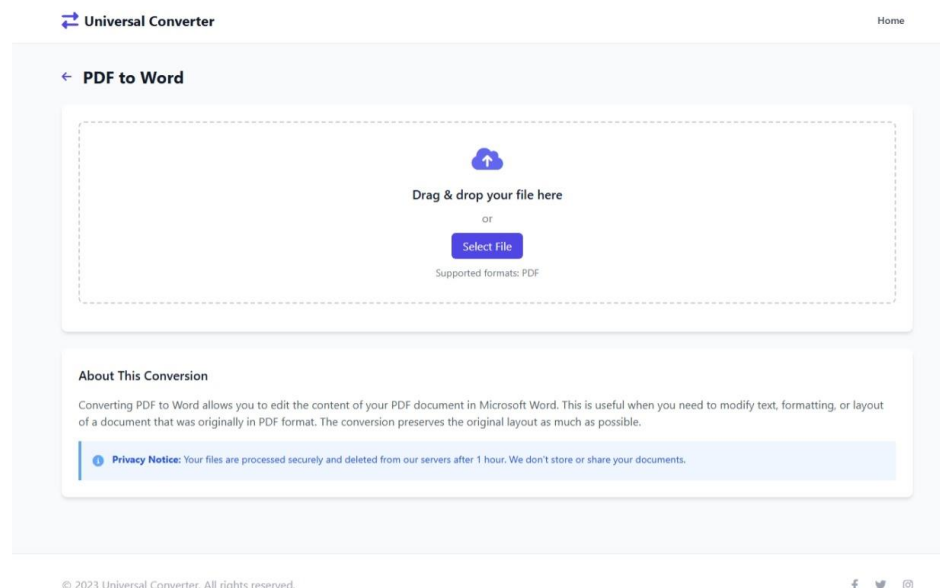 Universal Converter
Home
PDF to Word
Drag & drop your file here
or
Select File
Supported formats: PDF
About This Conversion
Converting PDF to Word allows you to edit the content of your PDF document in Microsoft Word. This is useful when you need to modify text, formatting, or layout
of a document that was originally in PDF format. The conversion preserves the original layout as much as possible.
Privacy Notice: Your files are processed securely and deleted from our servers after 1 hour. We don't store or share your documents.
© 2023 Universal Converter. All rights reserved.